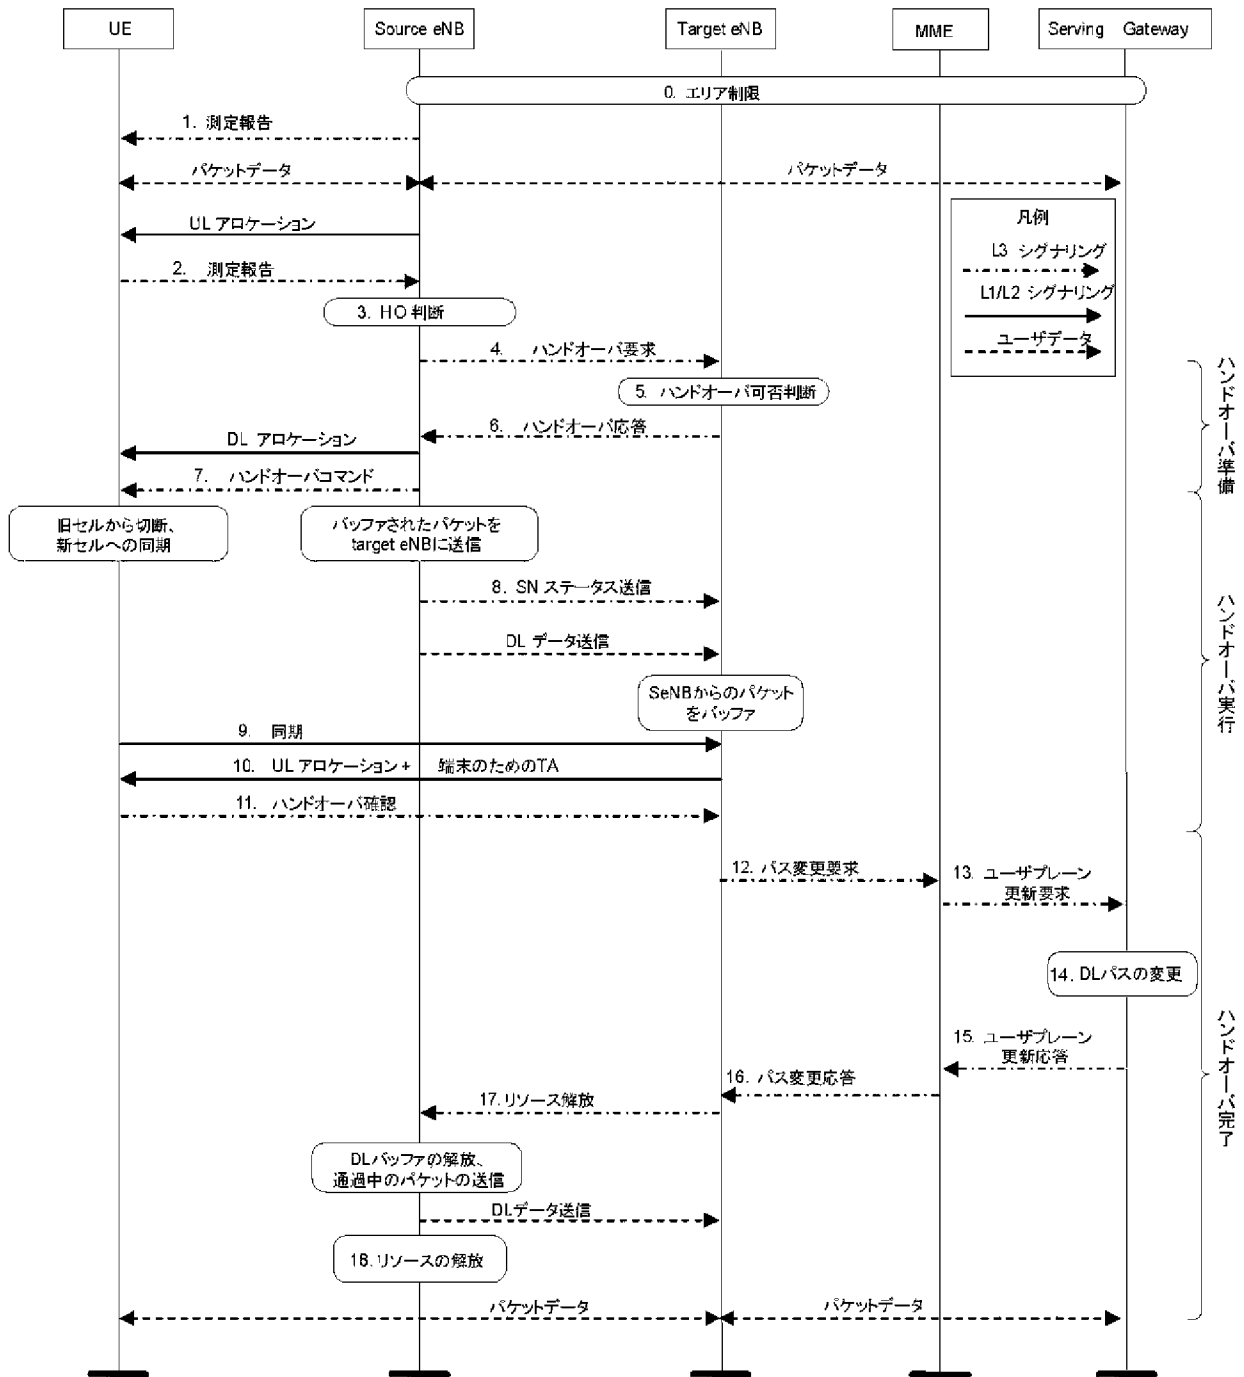 UE
Source eNB
Target eNB
MME
Serving Gateway
0. エリア制限
1. 測定報告
パケットデータ
パケットデータ
UL アロケーション
凡例
L3 シグナリング
L1/L2 シグナリング
ユーザデータ
2. 測定報告
3. HO 判断
4. ハンドオーバ要求
5. ハンドオーバ可否判断
6. ハンドオーバ応答
DL アロケーション
7. ハンドオーバコマンド
ハンドオーバ準備
旧セルから切断、
新セルへの同期
バッファされたパケットを
target eNBに送信
8. SN ステータス送信
DL データ送信
SeNBからのパケット
をバッファ
9. 同期
10. UL アロケーション + 端末のためのTA
11. ハンドオーバ確認
ハンドオーバ実行
12. パス変更要求
13. ユーザプレーン
更新要求
14. DLパスの変更
15. ユーザプレーン
更新応答
16. パス変更応答
17. リソース解放
DLバッファの解放、
通過中のパケットの送信
DLデータ送信
18. リソースの解放
パケットデータ
パケットデータ
ハンドオーバ完了